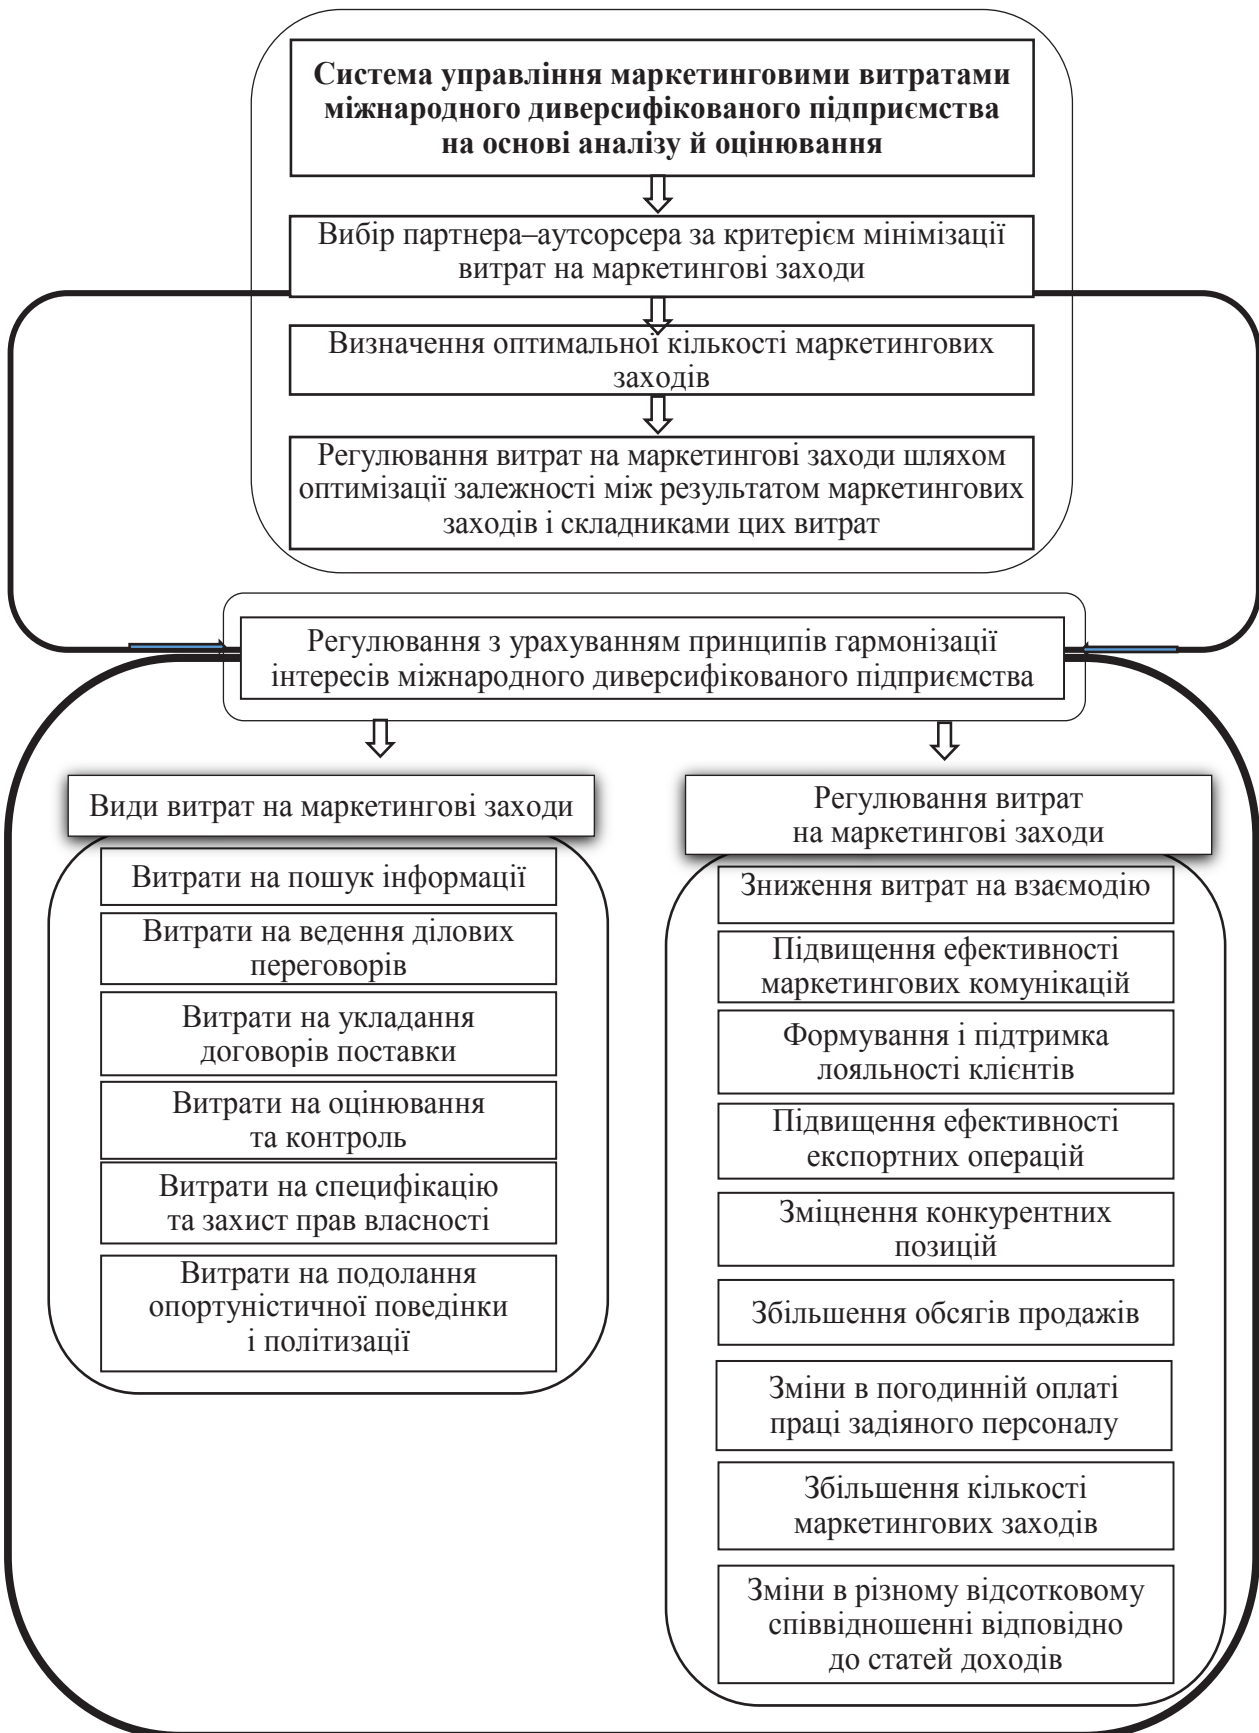 Система управління маркетинговими витратами
міжнародного диверсифікованого підприємства
на основі аналізу й оцінювання
Вибір партнера–аутсорсера за критерієм мінімізації
витрат на маркетингові заходи
Визначення оптимальної кількості маркетингових
заходів
Регулювання витрат на маркетингові заходи шляхом
оптимізації залежності між результатом маркетингових
заходів і складниками цих витрат
Регулювання з урахуванням принципів гармонізації
інтересів міжнародного диверсифікованого підприємства
Види витрат на маркетингові заходи
Витрати на пошук інформації
Витрати на ведення ділових
переговорів
Витрати на укладання
договорів поставки
Витрати на оцінювання
та контроль
Витрати на специфікацію
та захист прав власності
Витрати на подолання
опортуністичної поведінки
і політизації
Регулювання витрат
на маркетингові заходи
Зниження витрат на взаємодію
Підвищення ефективності
маркетингових комунікацій
Формування і підтримка
лояльності клієнтів
Підвищення ефективності
експортних операцій
Зміцнення конкурентних
позицій
Збільшення обсягів продажів
Зміни в погодинній оплаті
праці задіяного персоналу
Збільшення кількості
маркетингових заходів
Зміни в різному відсотковому
співвідношенні відповідно
до статей доходів